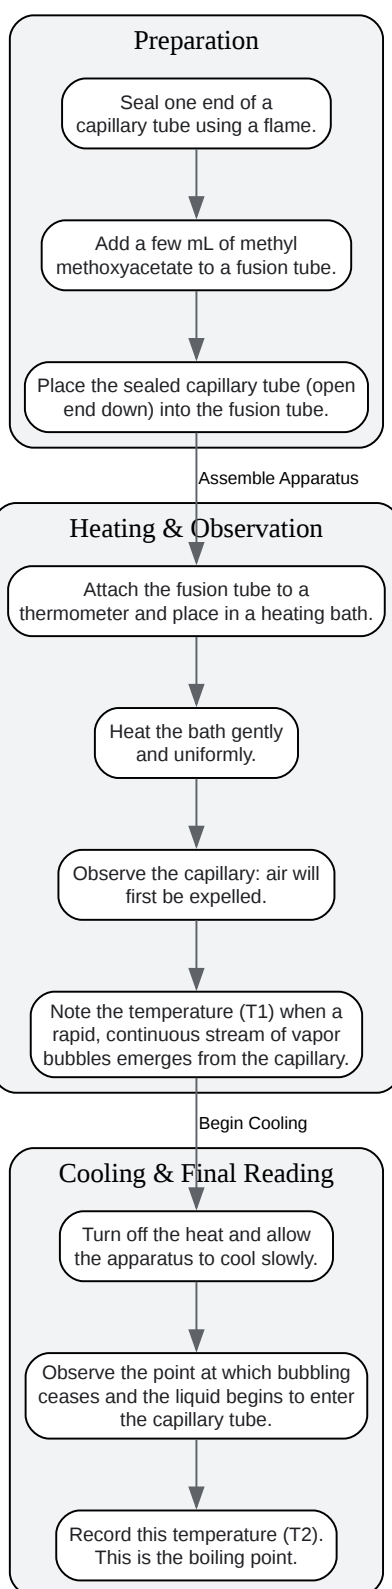 Preparation
Seal one end of a
capillary tube using a flame.
Add a few mL of methyl
methoxyacetate to a fusion tube.
Place the sealed capillary tube (open
end down) into the fusion tube.
Assemble Apparatus
Heating & Observation
Attach the fusion tube to a
thermometer and place in a heating bath.
Heat the bath gently
and uniformly.
Observe the capillary: air will
first be expelled.
Note the temperature (T1) when a
rapid, continuous stream of vapor
bubbles emerges from the capillary.
Begin Cooling
Cooling & Final Reading
Turn off the heat and allow
the apparatus to cool slowly.
Observe the point at which bubbling
ceases and the liquid begins to enter
the capillary tube.
Record this temperature (T2).
This is the boiling point.